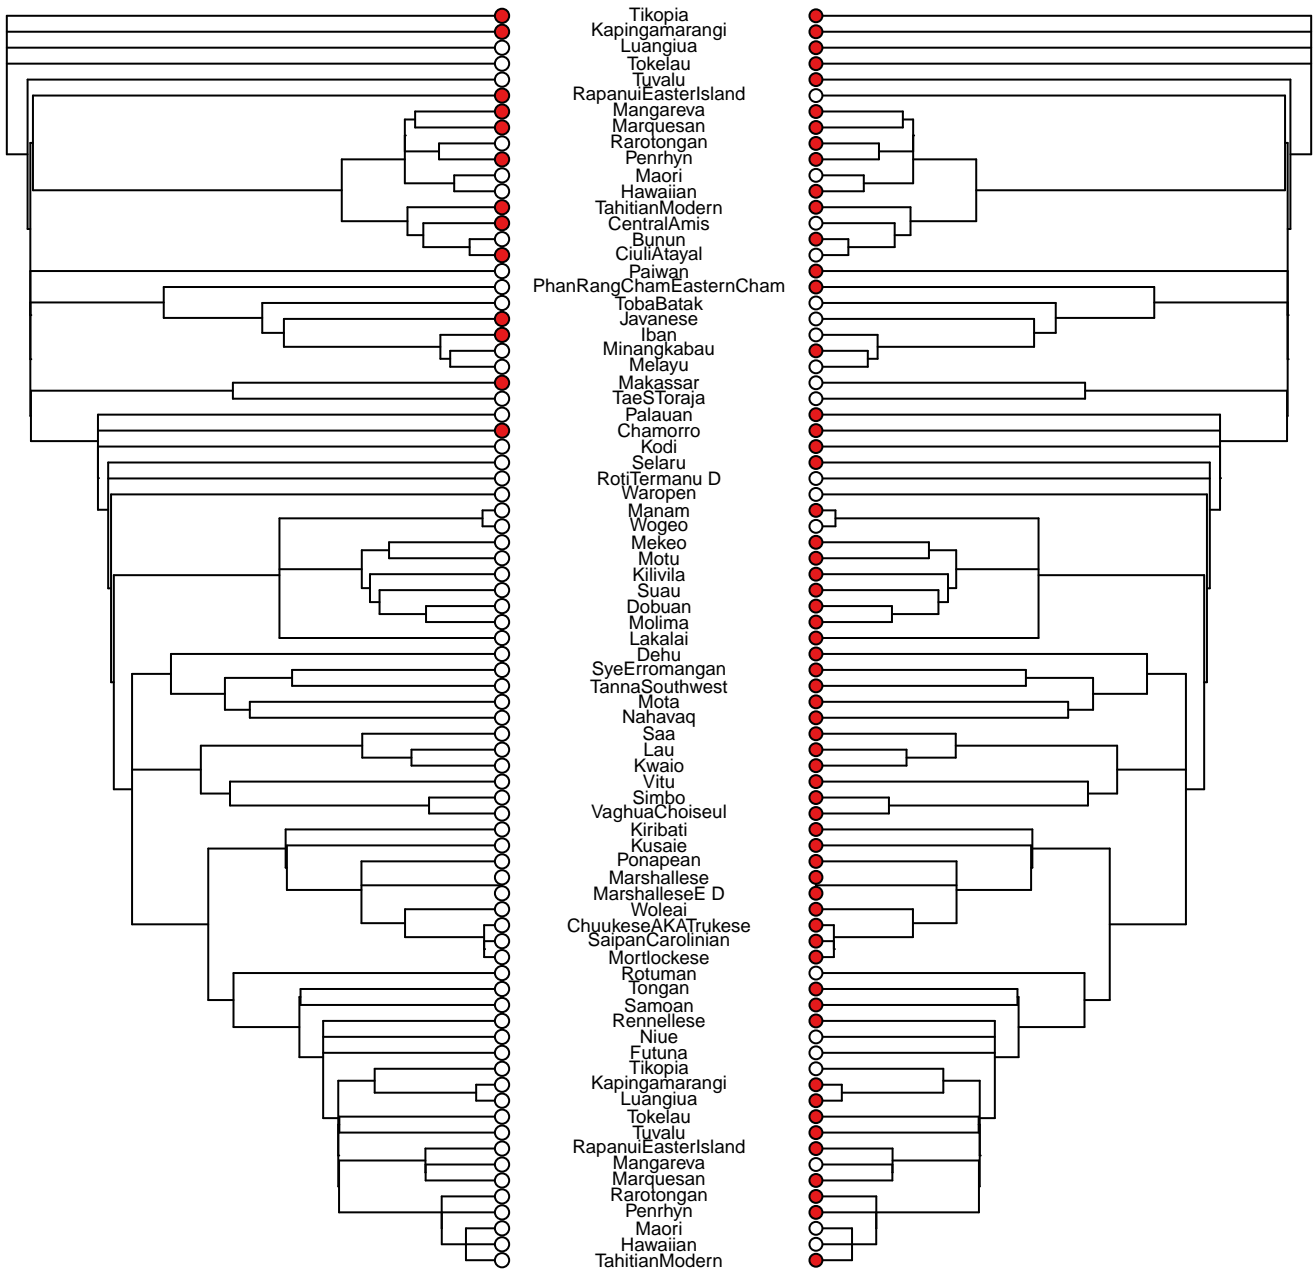 Tikopia
Kapingamarangi
Luangiua
Tokelau
Tuvalu
RapanuiEasterIsland
Mangareva
Marquesan
Rarotongan
Penrhyn
Maori
Hawaiian
TahitianModern
CentralAmis
Bunun
CiuliAtayal
Paiwan
PhanRangChamEasternCham
TobaBatak
Javanese
Iban
Minangkabau
Melayu
Makassar
TaeSToraja
Palauan
Chamorro
Kodi
Selaru
RotiTermanu D
Waropen
Manam
Wogeo
Mekeo
Motu
Kilivila
Suau
Dobuan
Molima
Lakalai
Dehu
SyeErromangan
TannaSouthwest
Mota
Nahavaq
Saa
Lau
Kwaio
Vitu
Simbo
VaghuaChoiseul
Kiribati
Kusaie
Ponapean
Marshallese
MarshalleseE D
Woleai
ChuukeseAKATrukese
SaipanCarolinian
Mortlockese
Rotuman
Tongan
Samoan
Rennellese
Niue
Futuna
Tikopia
Kapingamarangi
Luangiua
Tokelau
Tuvalu
RapanuiEasterIsland
Mangareva
Marquesan
Rarotongan
Penrhyn
Maori
Hawaiian
TahitianModern